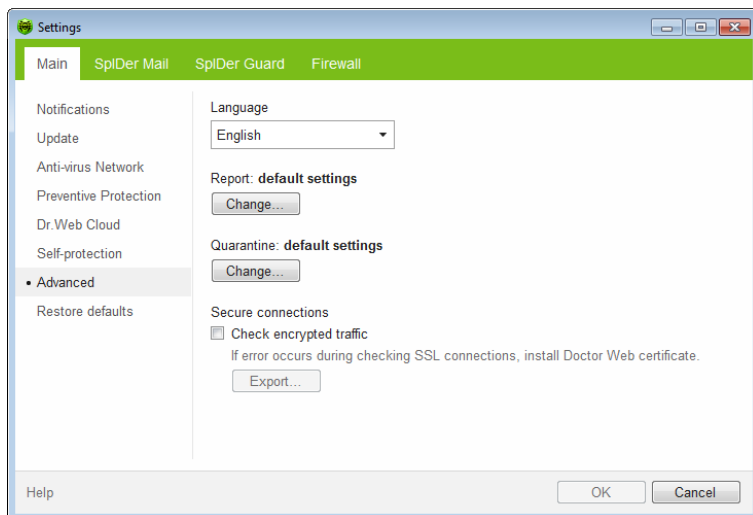 Settings
Main SpIDer Mail SpIDer Guard Firewall
Notifications
Update
Anti-virus Network
Preventive Protection
Dr.Web Cloud
Self-protection
Advanced
Restore defaults
Language
English
Report: default settings
Change...
Quarantine: default settings
Change...
Secure connections
Check encrypted traffic
If error occurs during checking SSL connections, install Doctor Web certificate.
Export...
Help OK Cancel